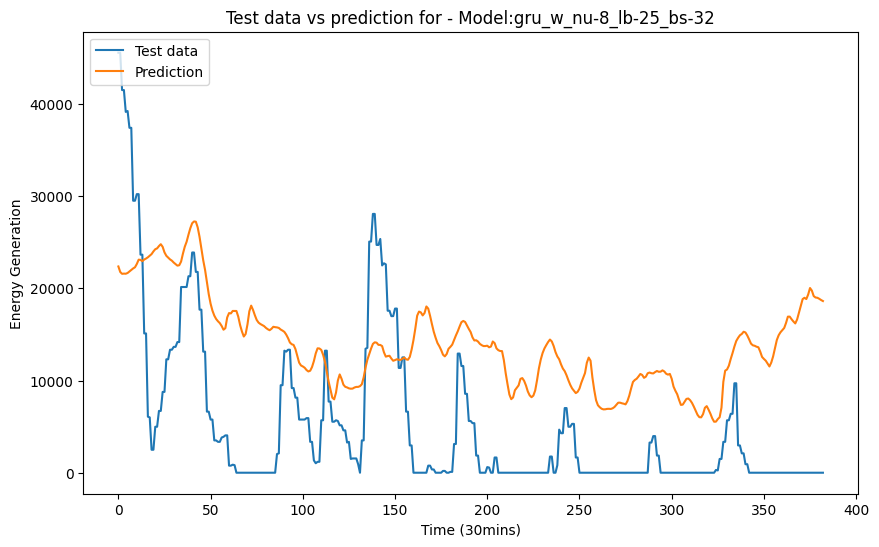 Test data vs prediction for - Model:gru_w_nu-8_lb-25_bs-32
Test data
Prediction
Energy Generation
40000
30000
20000
10000
0
0 50 100 150 200 250 300 350 400
Time (30mins)